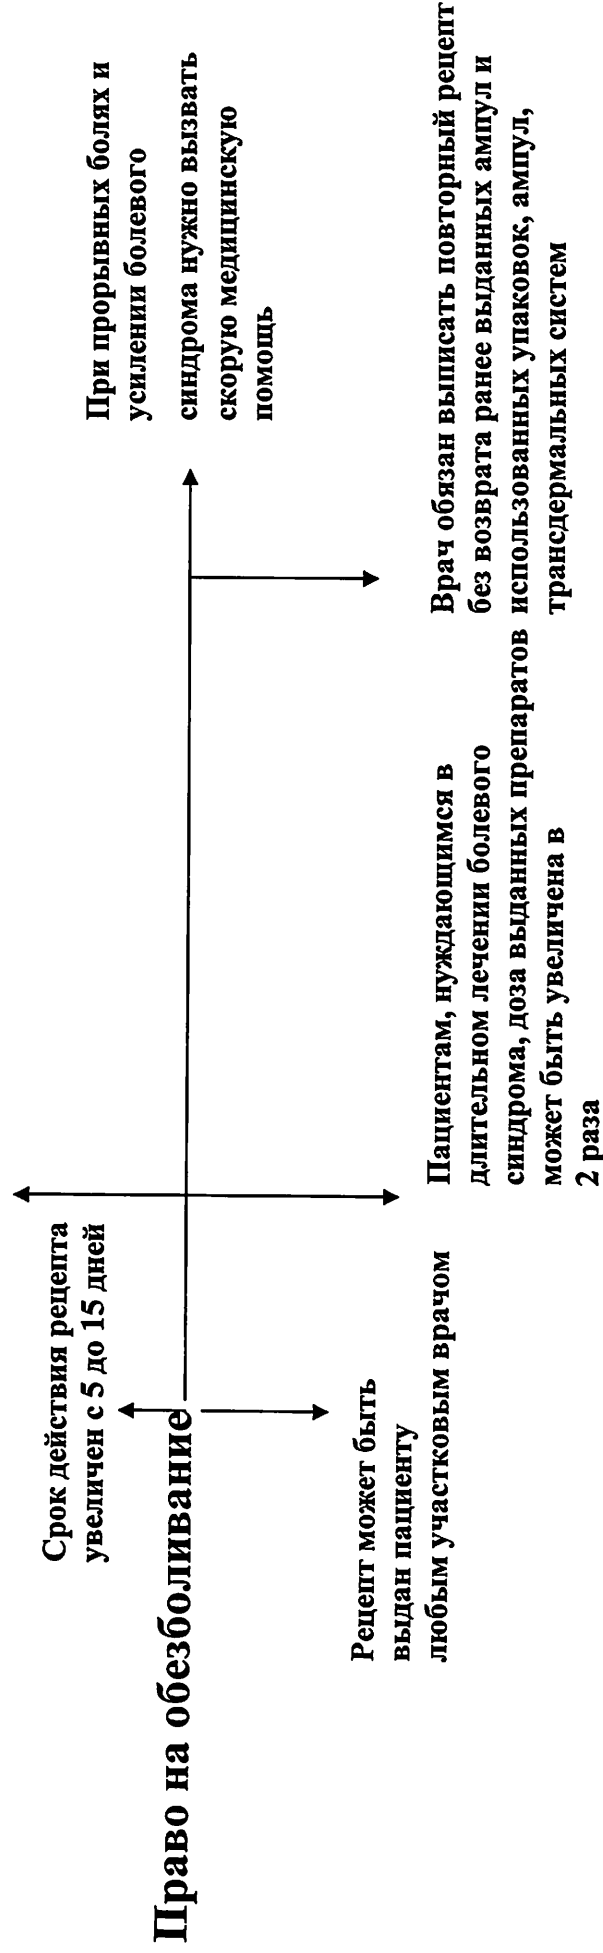 Право на обезболивание
Срок действия рецепта
увеличен с 5 до 15 дней
Рецепт может быть
выдан пациенту
любым участковым врачом
Пациентам, нуждающимся в
длительном лечении болевого
синдрома, доза выданных препаратов
может быть увеличена в
2 раза
При прорывных болях и
усилении болевого
синдрома нужно вызвать
скорую медицинскую
помощь
Врач обязан выписать повторный рецепт
без возврата ранее выданных ампул и
использованных упаковок, ампул,
трансдермальных систем